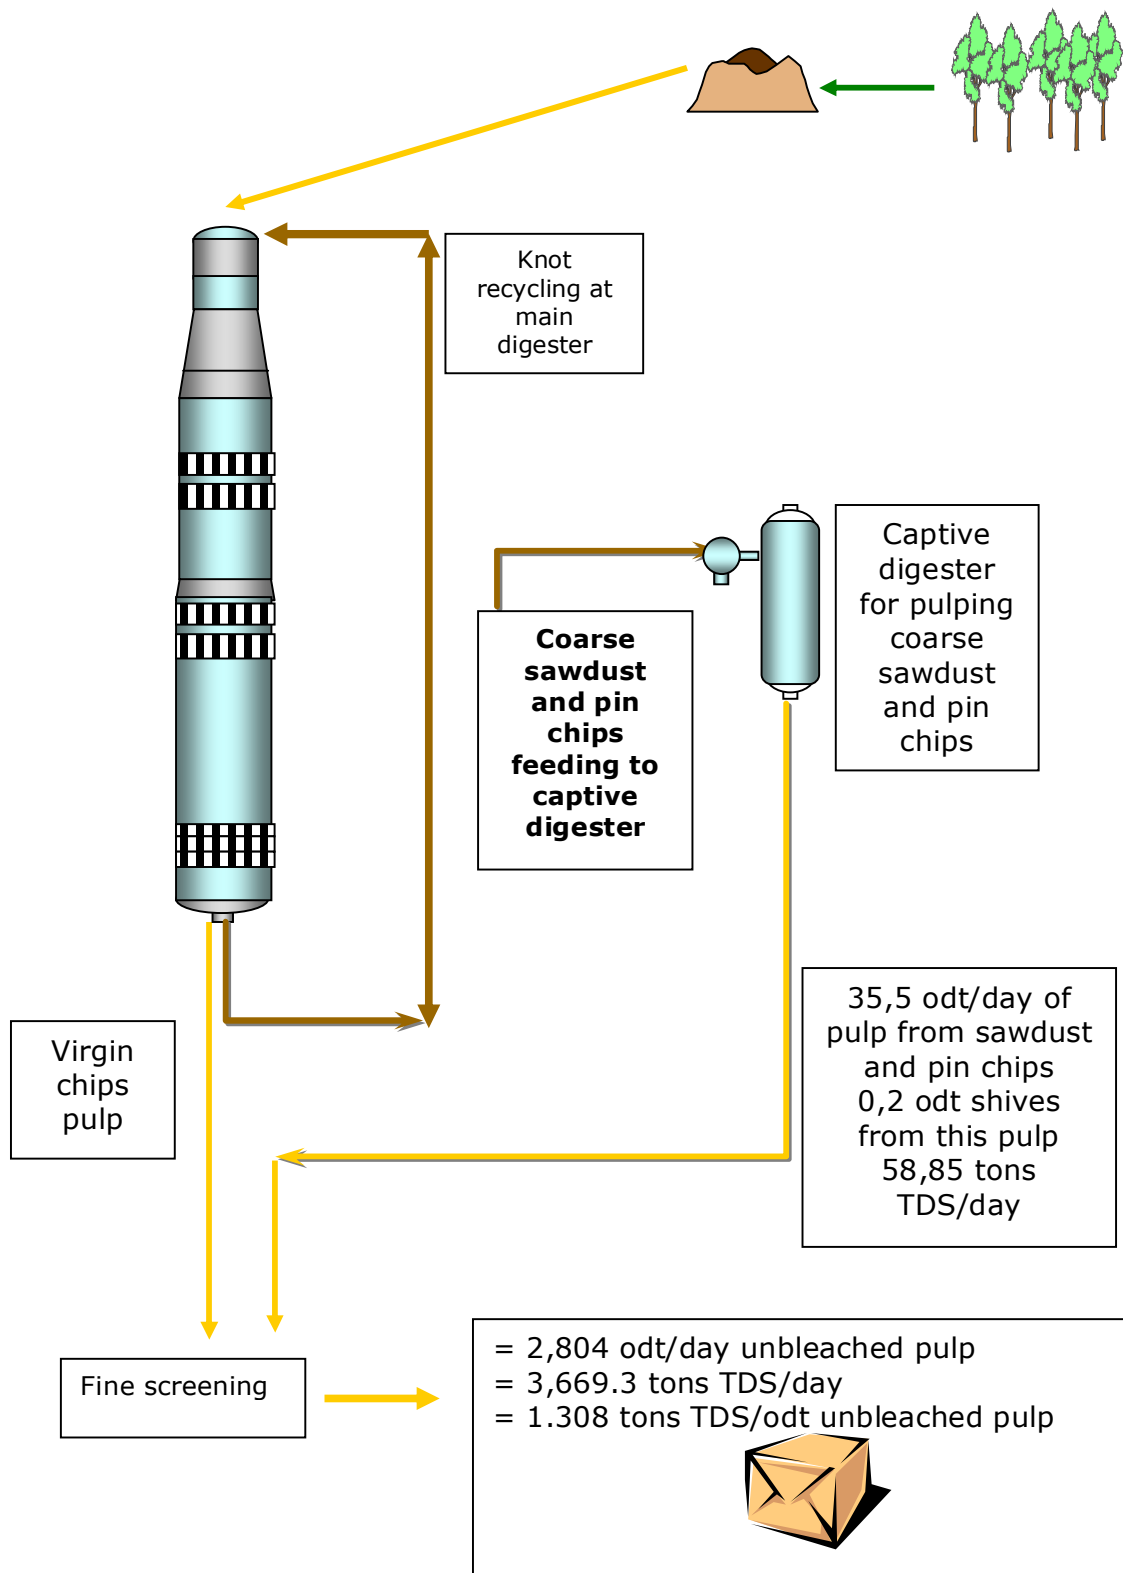 Knot
recycling at
main
digester
Captive
digester
for pulping
coarse
sawdust
and pin
chips
Coarse
sawdust
and pin
chips
feeding to
captive
digester
35,5 odt/day of
pulp from sawdust
and pin chips
0,2 odt shives
from this pulp
58,85 tons
TDS/day
Virgin
chips
pulp
Fine screening
= 2,804 odt/day unbleached pulp
= 3,669.3 tons TDS/day
= 1.308 tons TDS/odt unbleached pulp